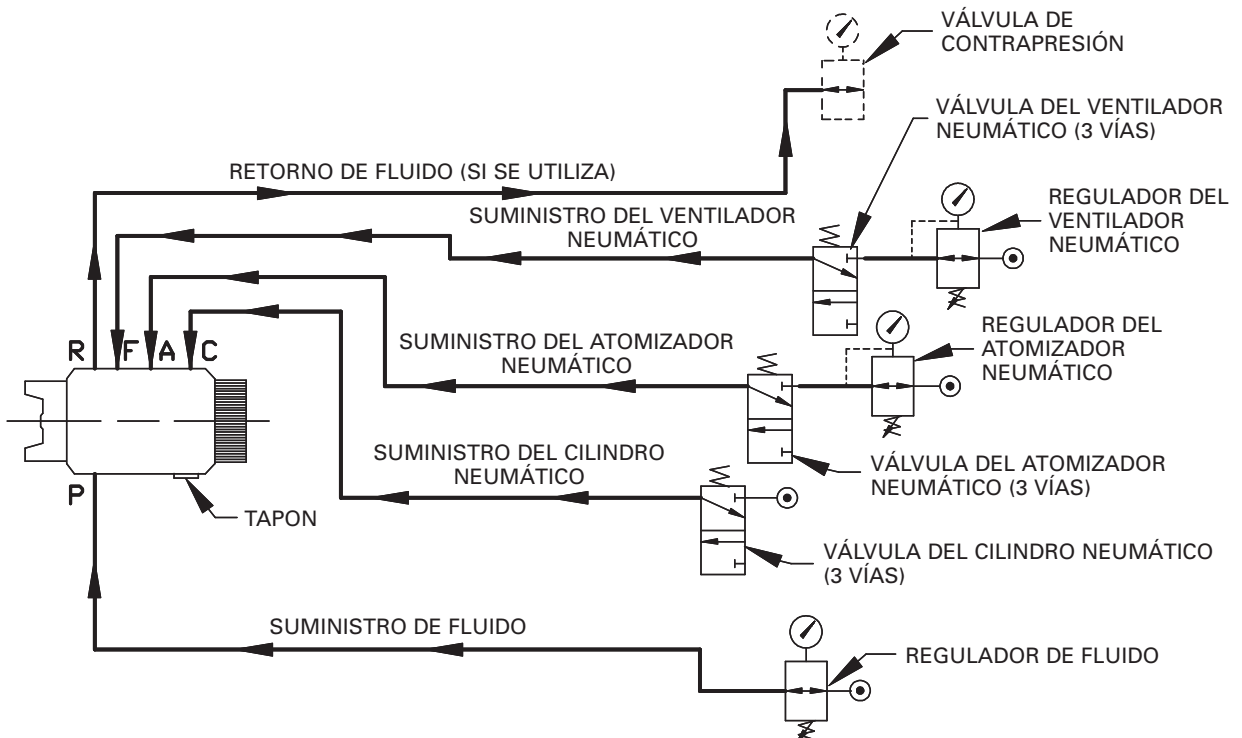 VÁLVULA DE
CONTRAPRESIÓN
VÁLVULA DEL VENTILADOR
NEUMÁTICO (3 VÍAS)
RETORNO DE FLUIDO (SI SE UTILIZA)
SUMINISTRO DEL VENTILADOR
NEUMÁTICO
REGULADOR DEL
VENTILADOR
NEUMÁTICO
R F A C
SUMINISTRO DEL ATOMIZADOR
NEUMÁTICO
REGULADOR DEL
ATOMIZADOR
NEUMÁTICO
SUMINISTRO DEL CILINDRO
NEUMÁTICO
VÁLVULA DEL ATOMIZADOR
NEUMÁTICO (3 VÍAS)
P
TAPON
VÁLVULA DEL CILINDRO NEUMÁTICO
(3 VÍAS)
SUMINISTRO DE FLUIDO
REGULADOR DE FLUIDO